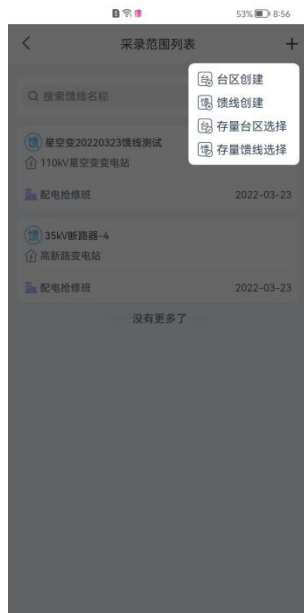 53% 8:56
采录范围列表
搜索馈线名称
台区创建
馈线创建
存量台区选择
存量馈线选择
馈 星空变20220323馈线测试
110kV星空变变电站
配电抢修班 2022-03-23
馈 35kV断路器-4
高新路变电站
配电抢修班 2022-03-23
没有更多了